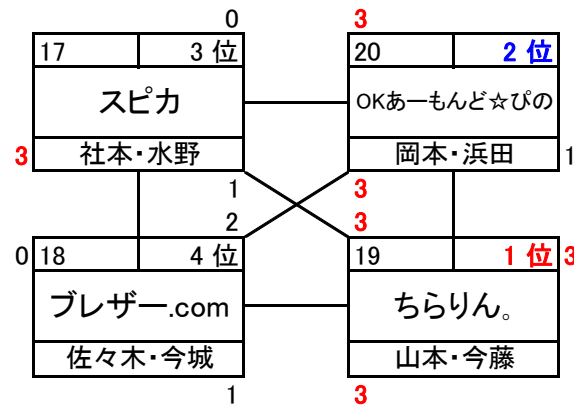 0 3
17 3 位 20 2 位
スピカ OKあーもんど☆ぴの
3 社本・水野 岡本・浜田 1
1 3
2 3
0 18 4 位 19 1 位 3
ブレザー.com ちらりん。
佐々木・今城 山本・今藤
1 3